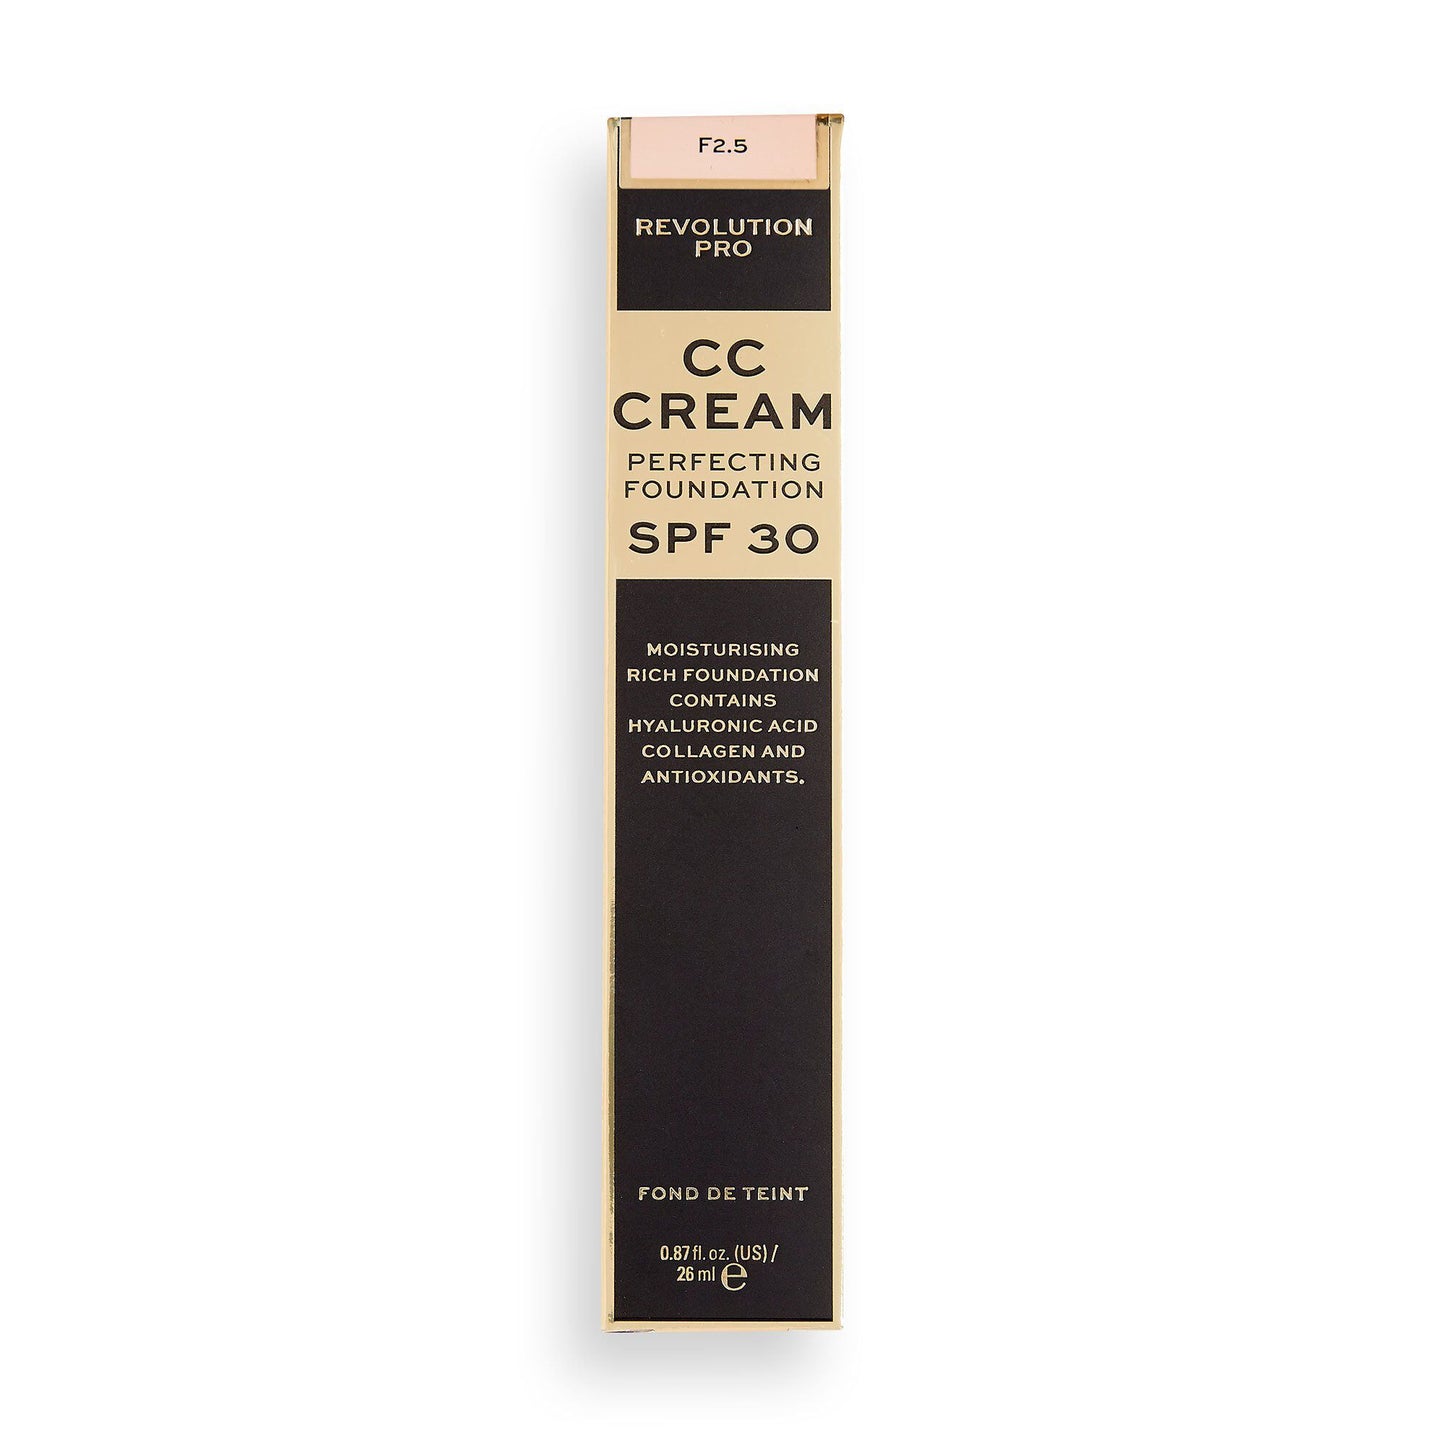 F2.5
REVOLUTION
PRO
CC
CREAM
PERFECTING
FOUNDATION
SPF 30
MOISTURISING
RICH FOUNDATION
CONTAINS
HYALURONIC ACID
COLLAGEN AND
ANTIOXIDANTS.
FOND DE TEINT
0.87 fl. oz. (US) /
26 ml ℮